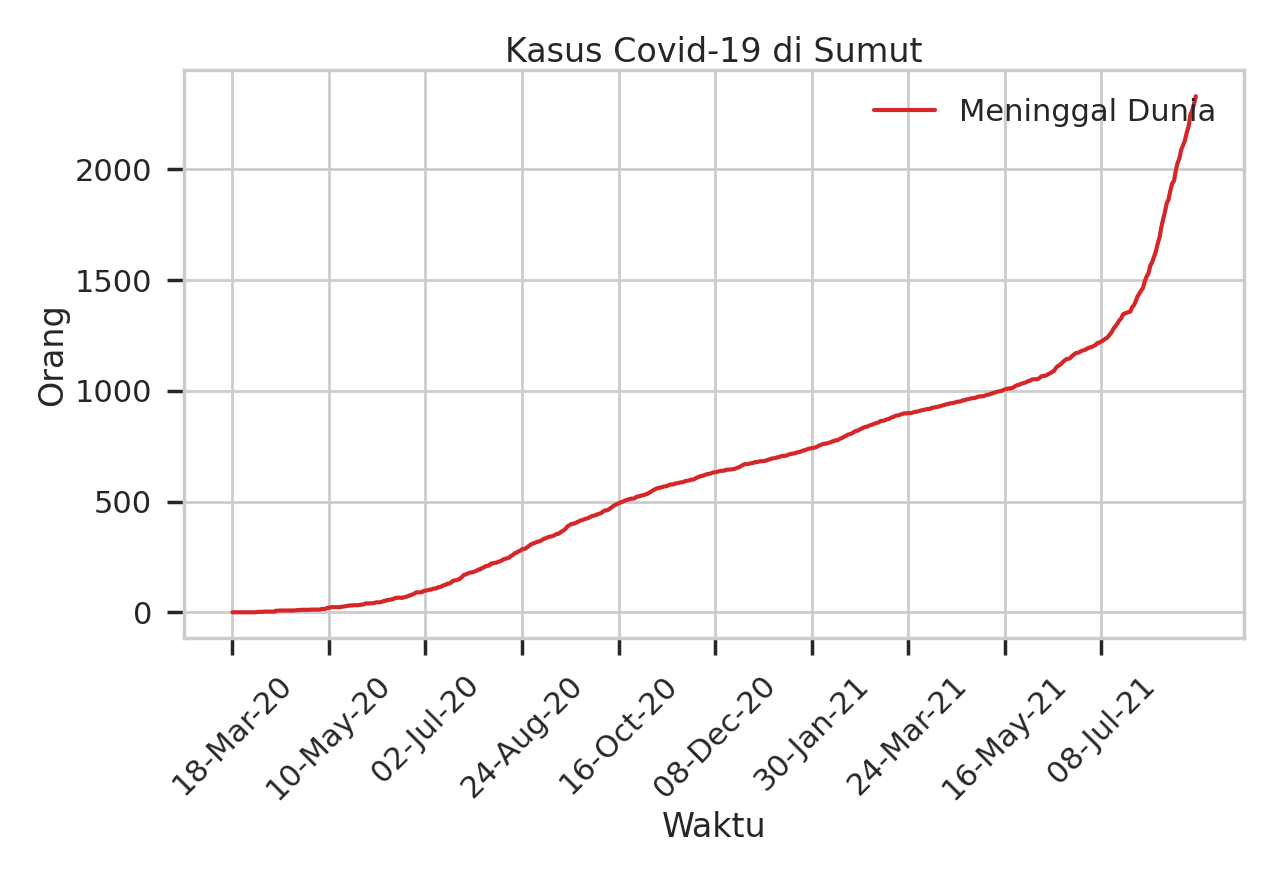 Kasus Covid-19 di Sumut
Meninggal Dunia
2000
1500
1000
500
0
Orang
18-Mar-20
10-May-20
02-Jul-20
24-Aug-20
16-Oct-20
08-Dec-20
30-Jan-21
24-Mar-21
16-May-21
08-Jul-21
Waktu